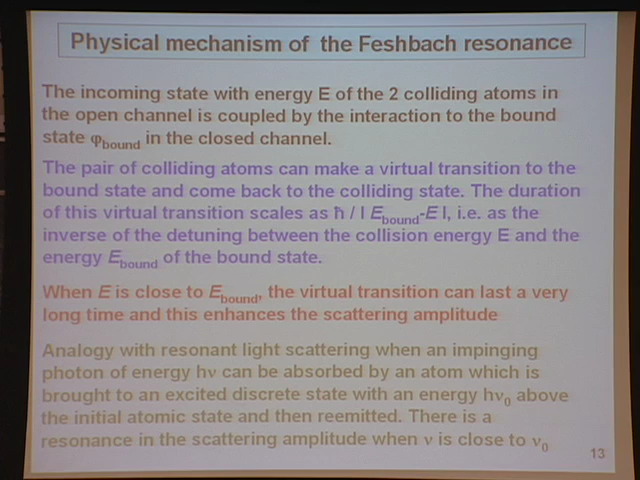 Physical mechanism of the Feshbach resonance
The incoming state with energy E of the 2 colliding atoms in
the open channel is coupled by the interaction to the bound
state φbound in the closed channel.
The pair of colliding atoms can make a virtual transition to the
bound state and come back to the colliding state. The duration
of this virtual transition scales as ħ / I Ebound-E I, i.e. as the
inverse of the detuning between the collision energy E and the
energy Ebound of the bound state.
When E is close to Ebound, the virtual transition can last a very
long time and this enhances the scattering amplitude
Analogy with resonant light scattering when an impinging
photon of energy hν can be absorbed by an atom which is
brought to an excited discrete state with an energy hν0 above
the initial atomic state and then reemitted. There is a
resonance in the scattering amplitude when ν is close to ν0
13